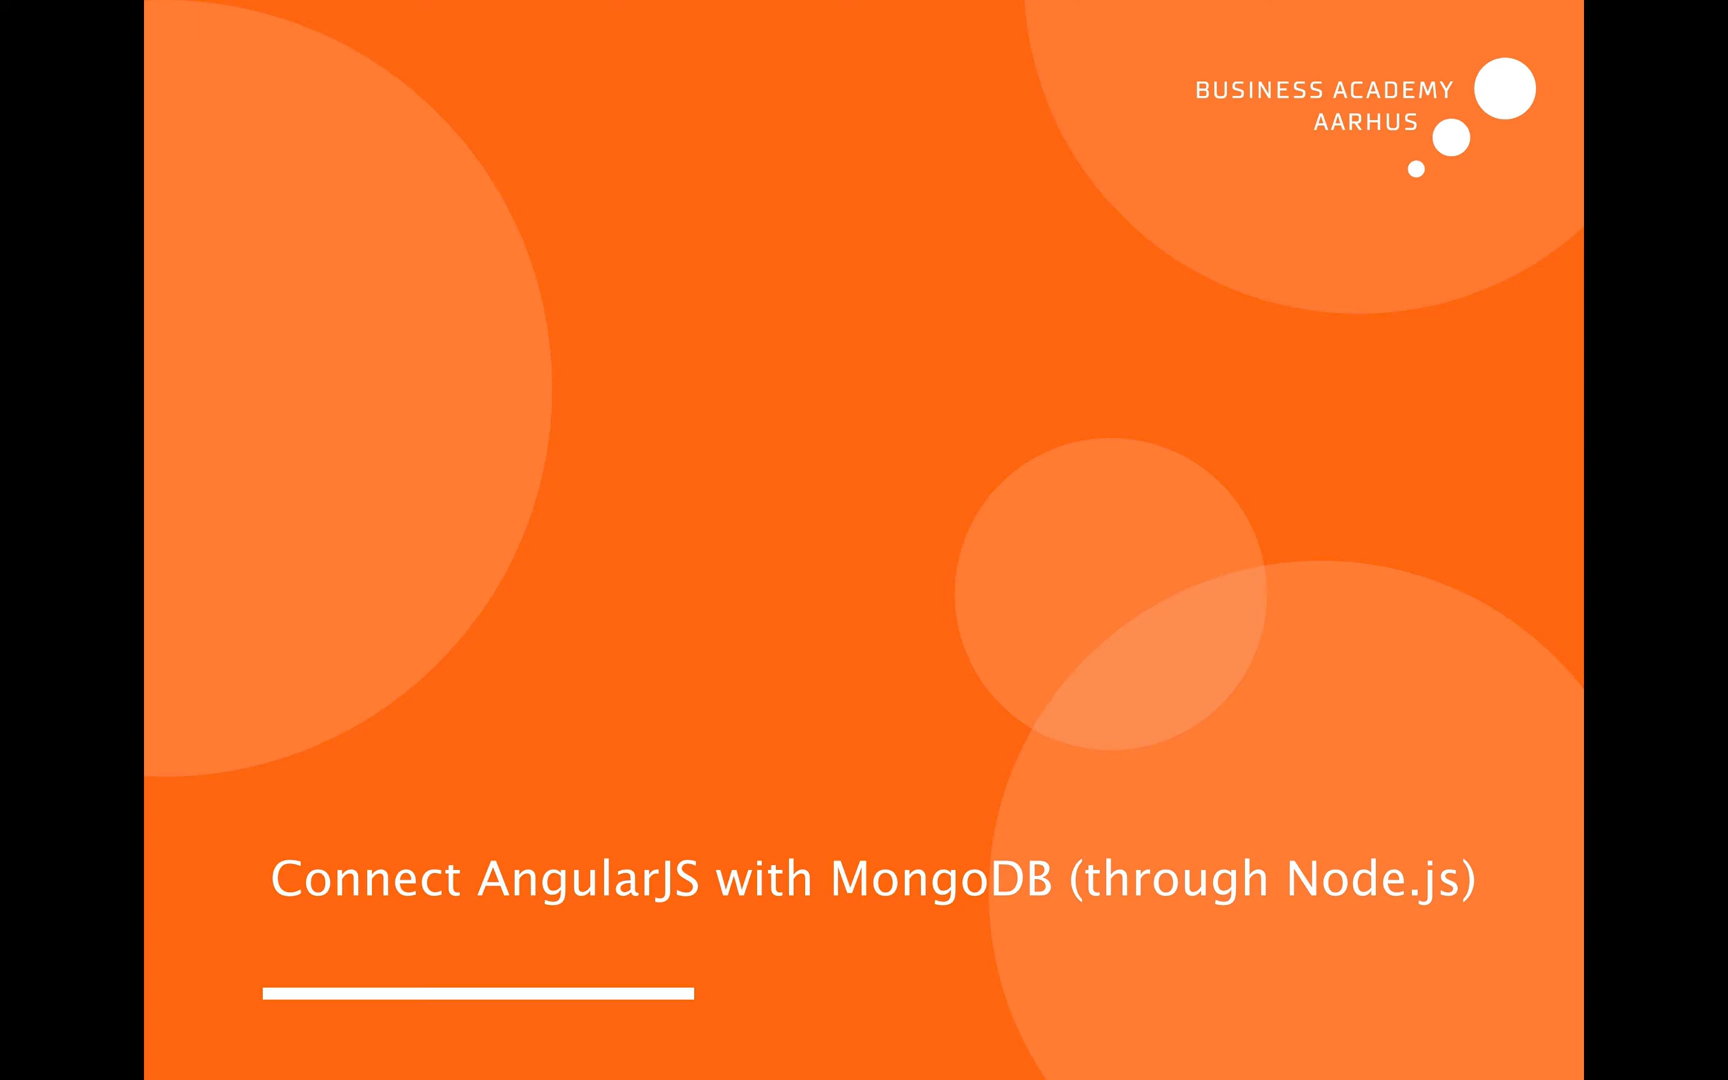 BUSINESS ACADEMY
AARHUS
Connect AngularJS with MongoDB (through Node.js)